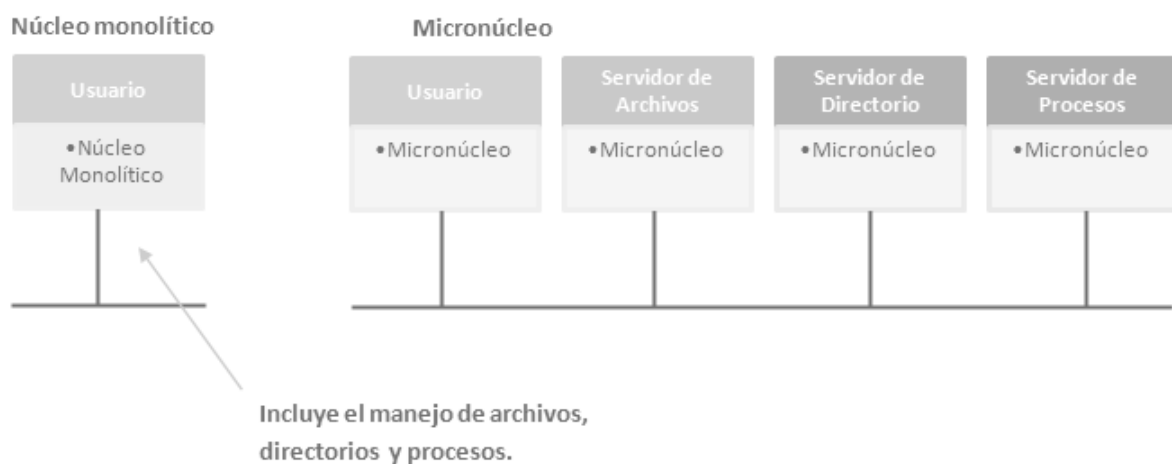 Núcleo monolítico
Usuario
•Núcleo
Monolítico
Micronúcleo
Usuario
•Micronúcleo
Servidor de
Archivos
•Micronúcleo
Servidor de
Directorio
•Micronúcleo
Servidor de
Procesos
•Micronúcleo
Incluye el manejo de archivos,
directorios y procesos.